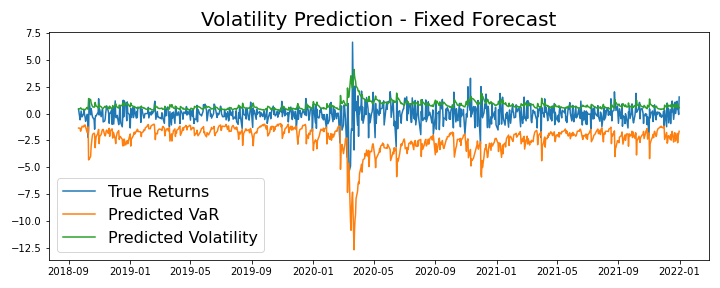 Volatility Prediction - Fixed Forecast
7.5
5.0
2.5
0.0
−2.5
−5.0
−7.5
−10.0
−12.5
True Returns
Predicted VaR
Predicted Volatility
2018-09 2019-01 2019-05 2019-09 2020-01 2020-05 2020-09 2021-01 2021-05 2021-09 2022-01